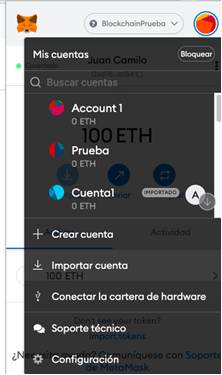 BlockchainPrueba
Mis cuentas
Bloquear
Juan Camilo
Buscar cuentas
Account 1
0 ETH
100 ETH
Prueba
0 ETH
Cuenta1
0 ETH
IMPORTADO
A
Crear cuenta
Actividad
Importar cuenta
100 ETH
Conectar la cartera de hardware
Don't see your token?
Soporte técnico
Import tokens
Comuníquese con Soporte
Configuración
de MetaMask